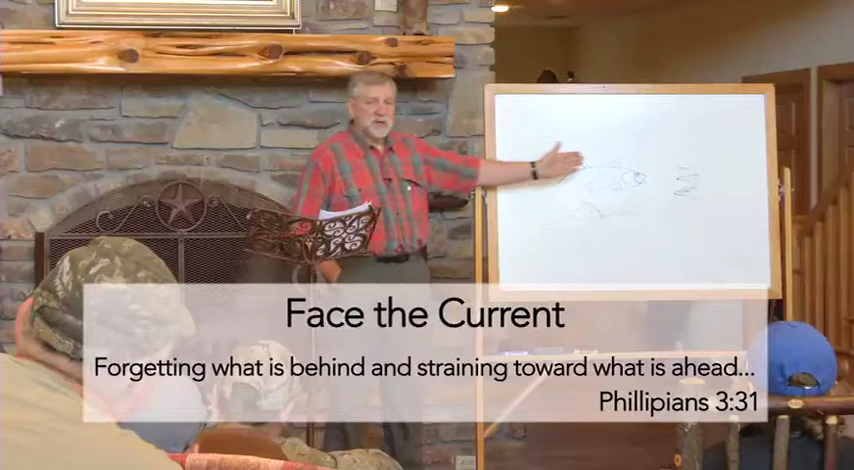 Face the Current
Forgetting what is behind and straining toward what is ahead...
Phillipians 3:31